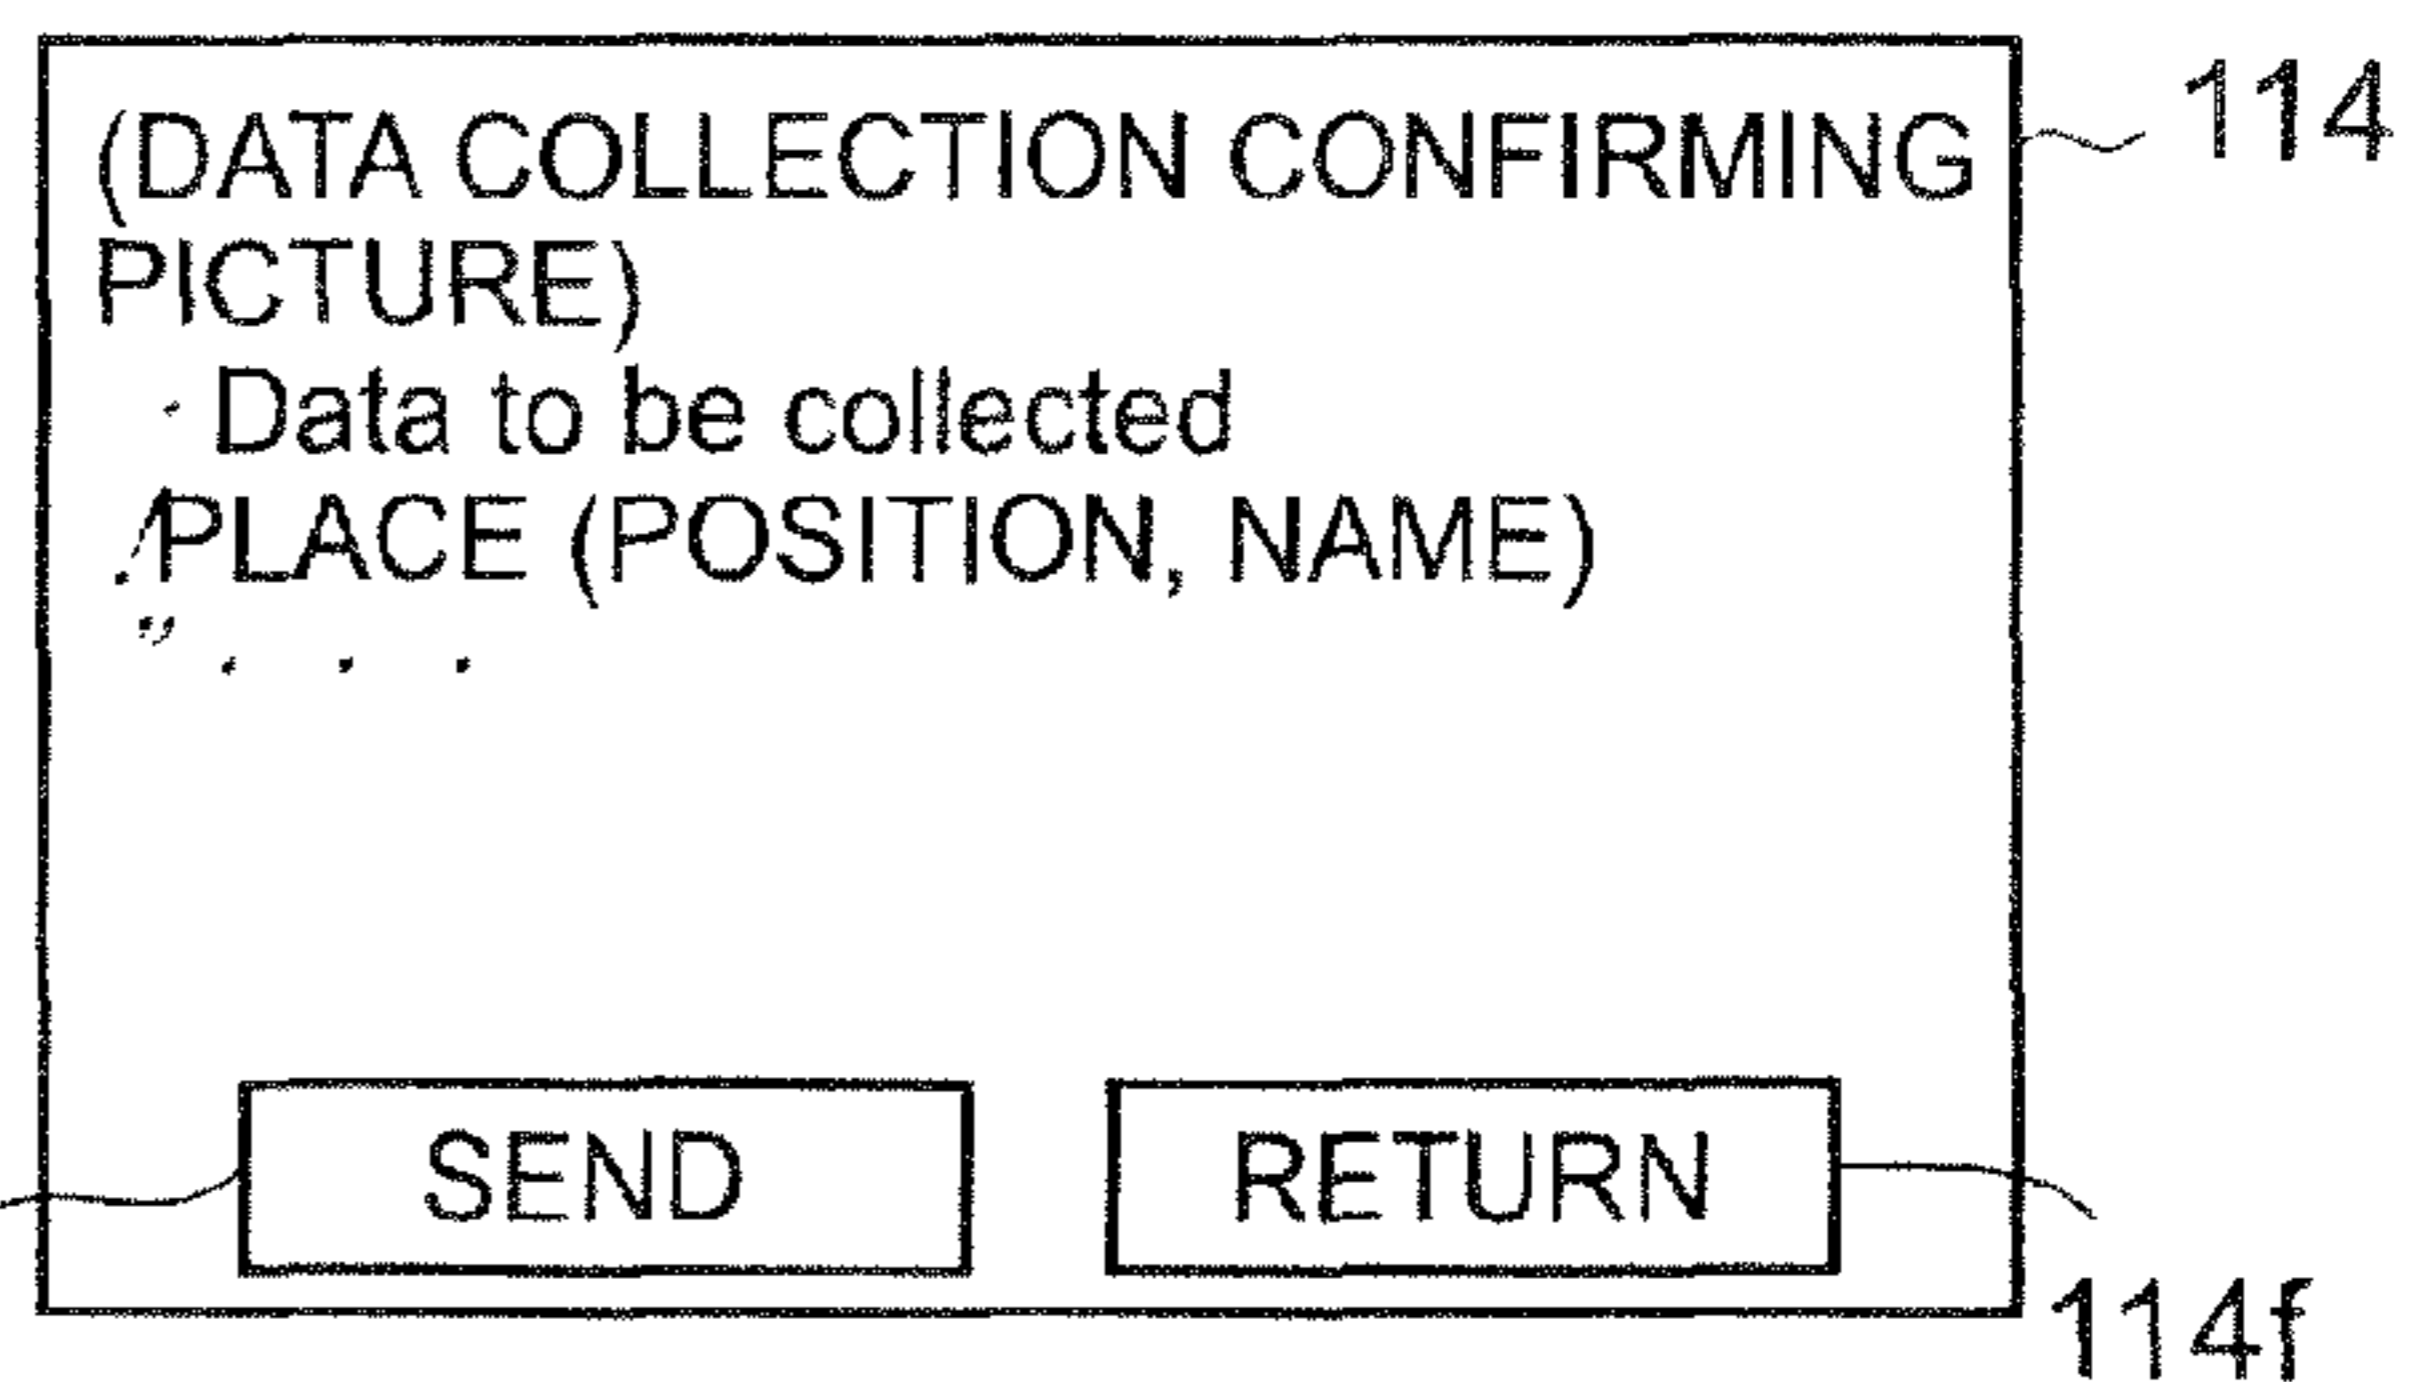 (DATA COLLECTION CONFIRMING
PICTURE)
· Data to be collected
PLACE (POSITION, NAME)
. . .
SEND
RETURN
114
114f